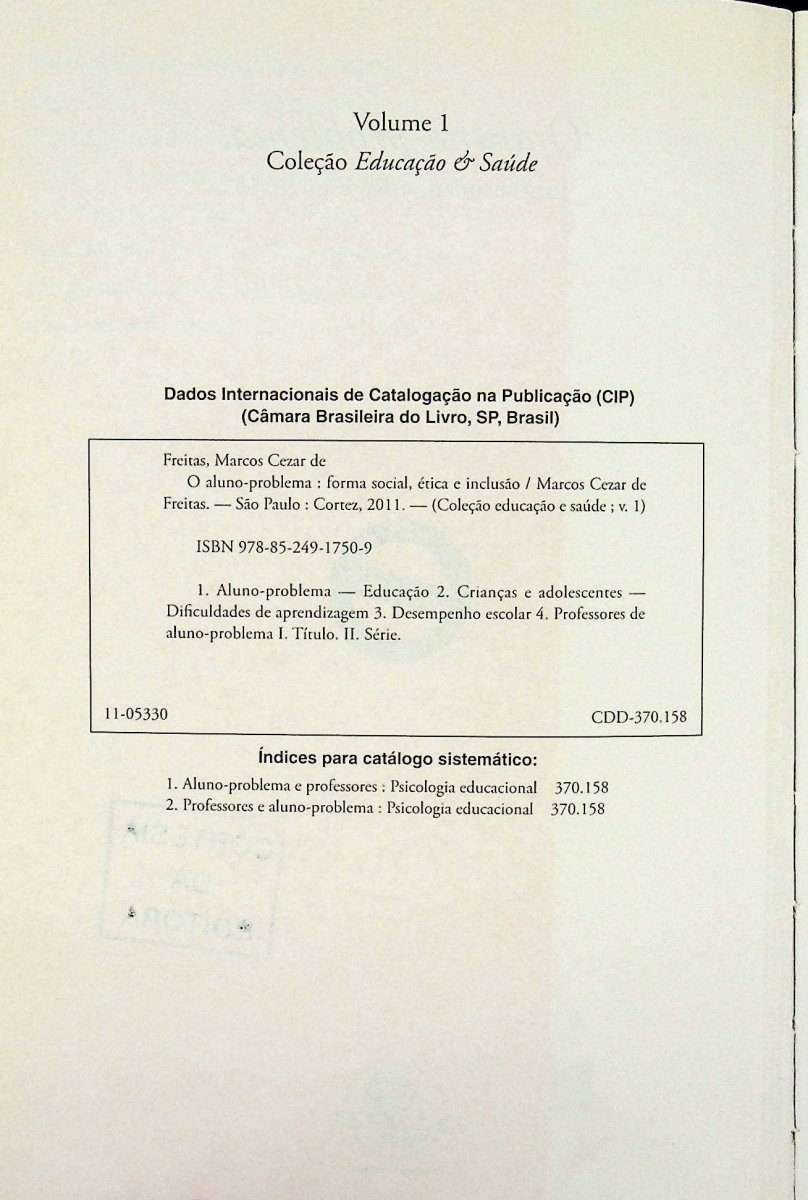 Volume 1
Coleção Educação & Saúde
Dados Internacionais de Catalogação na Publicação (CIP)
(Câmara Brasileira do Livro, SP, Brasil)
Freitas, Marcos Cezar de
O aluno-problema : forma social, ética e inclusão / Marcos Cezar de
Freitas. — São Paulo : Cortez, 2011. — (Coleção educação e saúde ; v. 1)
ISBN 978-85-249-1750-9
1. Aluno-problema — Educação 2. Crianças e adolescentes —
Dificuldades de aprendizagem 3. Desempenho escolar 4. Professores de
aluno-problema I. Título. II. Série.
11-05330 CDD-370.158
Índices para catálogo sistemático:
1. Aluno-problema e professores : Psicologia educacional 370.158
2. Professores e aluno-problema : Psicologia educacional 370.158